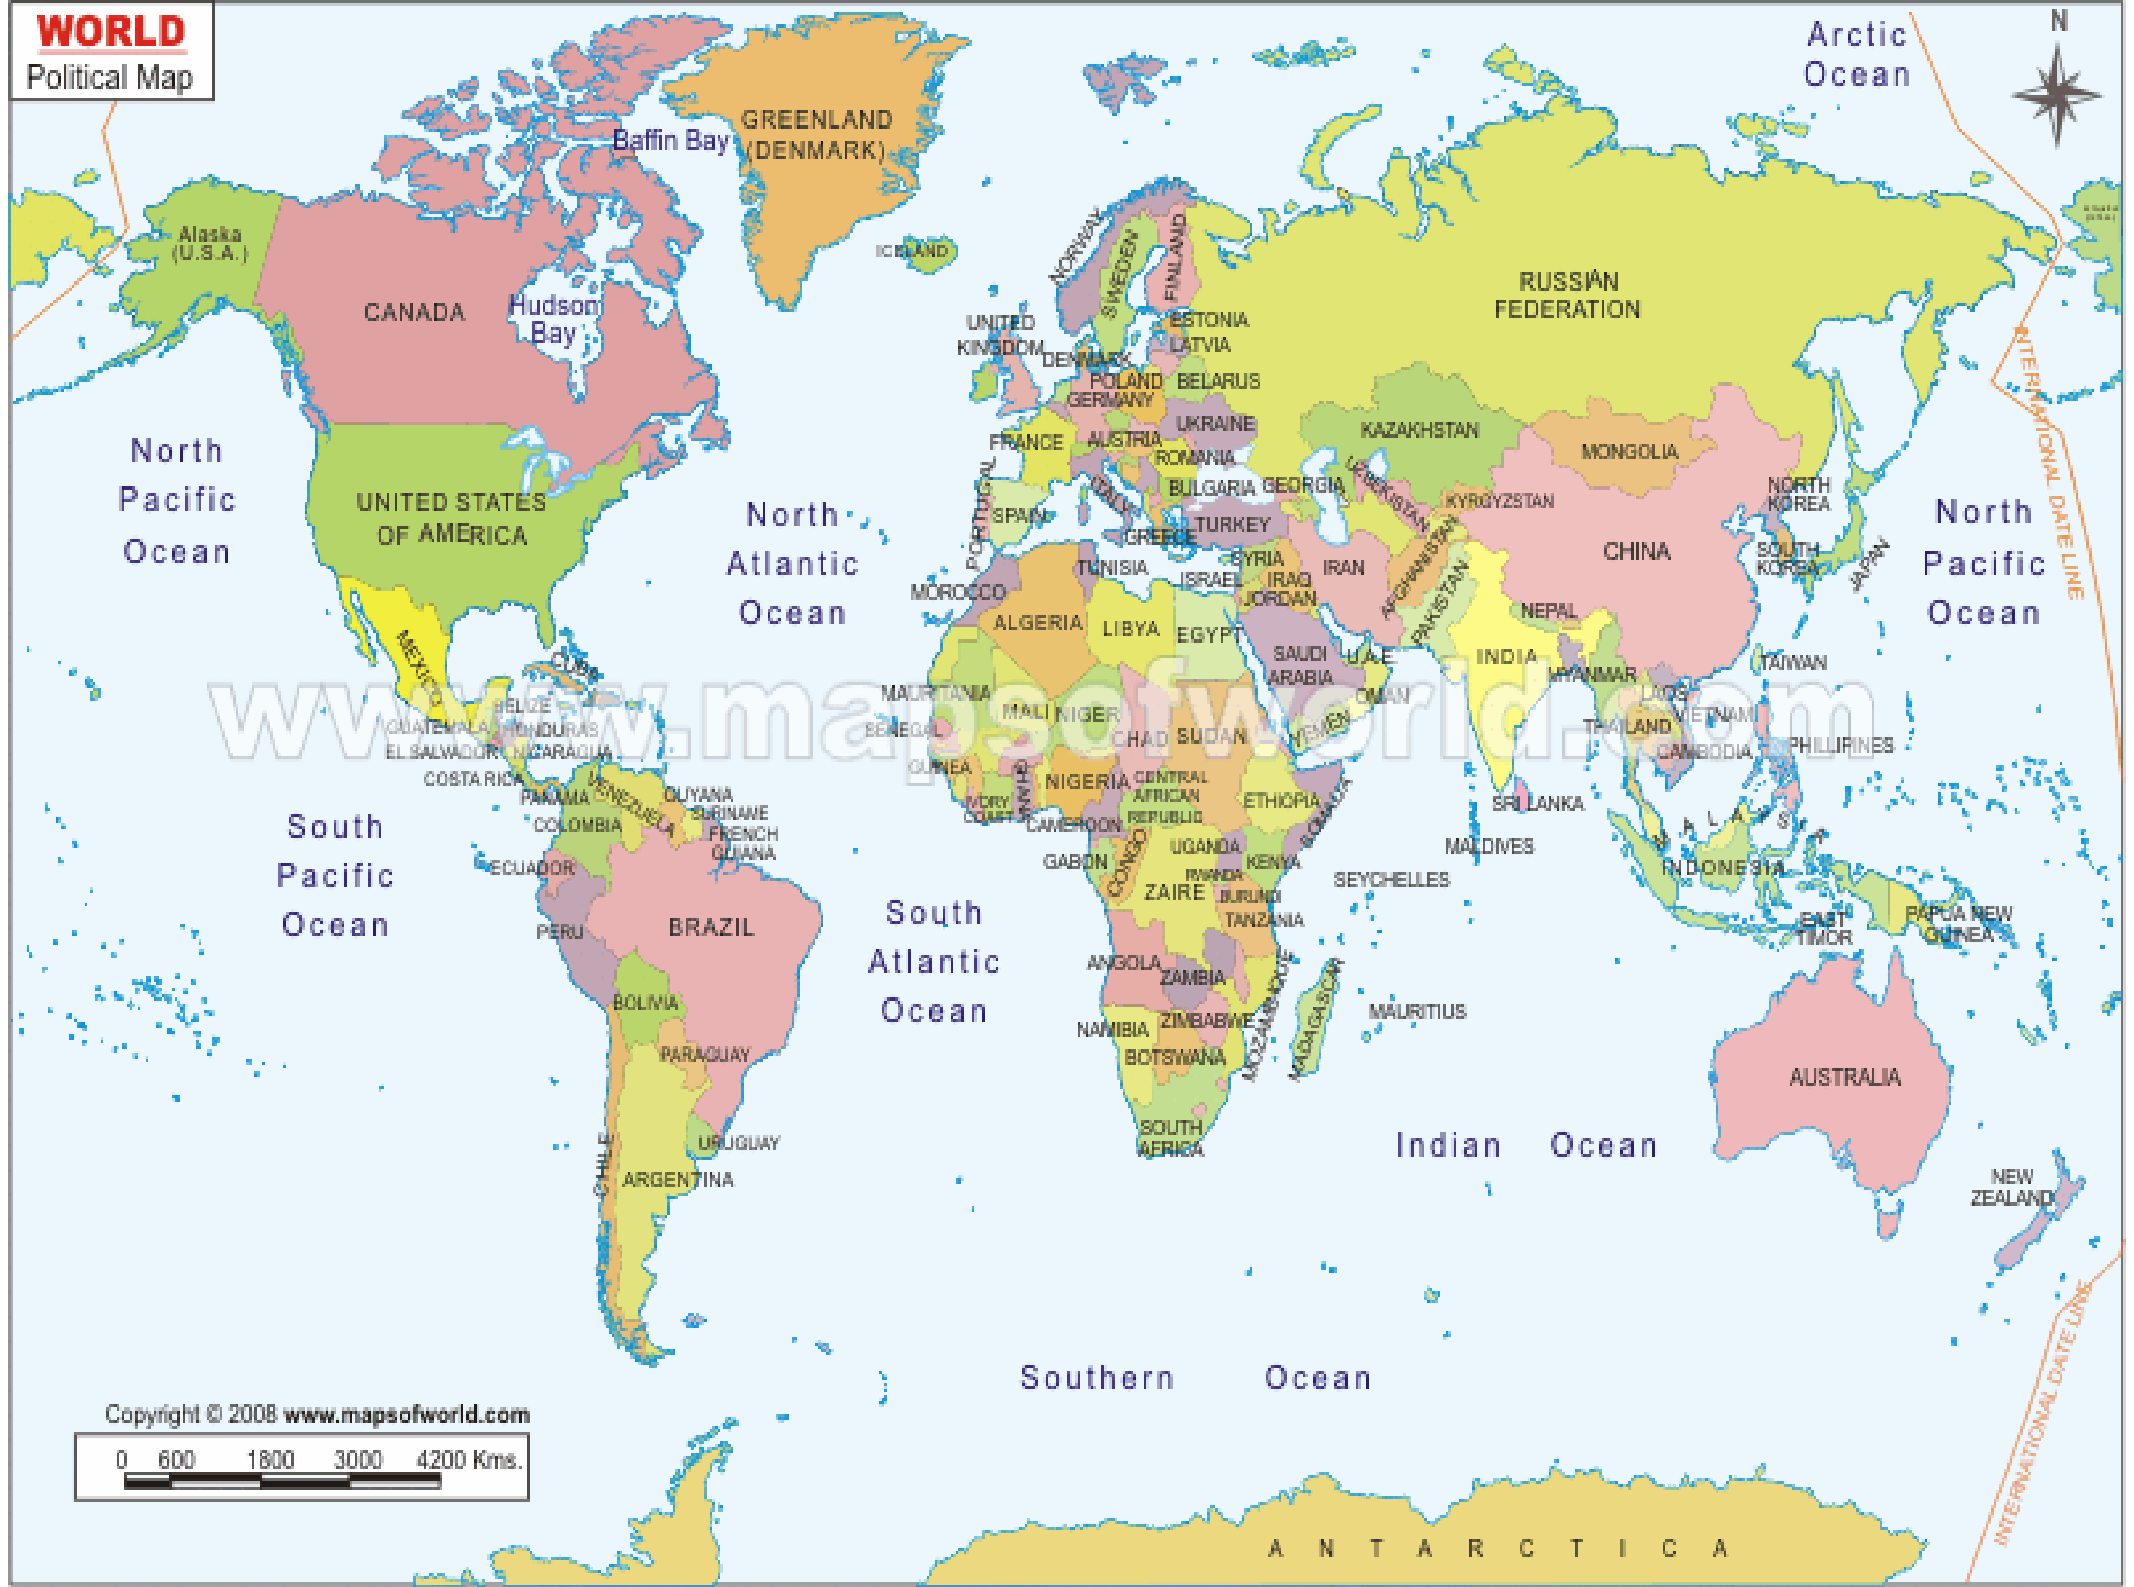 WORLD
Political Map
Arctic
Ocean
N
GREENLAND
(DENMARK)
Baffin Bay
Alaska
(U.S.A.)
CANADA
Hudson
Bay
ICELAND
NORWAY
SWEDEN
FINLAND
RUSSIAN
FEDERATION
UNITED
KINGDOM
ESTONIA
LATVIA
DENMARK
POLAND
BELARUS
GERMANY
UKRAINE
FRANCE
AUSTRIA
ROMANIA
KAZAKHSTAN
MONGOLIA
INTERNATIONAL DATE LINE
North
Pacific
Ocean
UNITED STATES
OF AMERICA
North
Atlantic
Ocean
PORTUGAL
SPAIN
ITALY
BULGARIA
GEORGIA
UZBEKISTAN
KYRGYZSTAN
NORTH
KOREA
GREECE
TURKEY
CHINA
SOUTH
KOREA
JAPAN
North
Pacific
Ocean
TUNISIA
SYRIA
ISRAEL
IRAQ
IRAN
JORDAN
AFGHANISTAN
PAKISTAN
MOROCCO
ALGERIA
LIBYA
EGYPT
NEPAL
MEXICO
CUBA
SAUDI
ARABIA
U.A.E
OMAN
INDIA
MYANMAR
TAIWAN
LAOS
www.mapsofworld.com
MAURITANIA
MALI
NIGER
CHAD
SUDAN
YEMEN
THAILAND
VIETNAM
CAMBODIA
PHILLIPINES
BELIZE
GUATEMALA
HONDURAS
EL SALVADOR
NICARAGUA
COSTA RICA
PANAMA
VENEZUELA
GUYANA
SURINAME
FRENCH
GUIANA
COLOMBIA
ECUADOR
SENEGAL
GUINEA
IVORY
COAST
GHANA
NIGERIA
CENTRAL
AFRICAN
REPUBLIC
CAMEROON
ETHIOPIA
SOMALIA
SRI LANKA
MALDIVES
MALAYSIA
INDONESIA
South
Pacific
Ocean
GABON
CONGO
UGANDA
KENYA
RWANDA
ZAIRE
BURUNDI
TANZANIA
SEYCHELLES
EAST
TIMOR
PAPUA NEW
GUINEA
PERU
BRAZIL
South
Atlantic
Ocean
ANGOLA
ZAMBIA
BOLIVIA
NAMIBIA
ZIMBABWE
MOZAMBIQUE
MADAGASCAR
MAURITIUS
PARAGUAY
BOTSWANA
AUSTRALIA
CHILE
URUGUAY
ARGENTINA
SOUTH
AFRICA
Indian Ocean
NEW
ZEALAND
INTERNATIONAL DATE LINE
Southern Ocean
Copyright © 2008 www.mapsofworld.com
0 600 1800 3000 4200 Kms.
ANTARCTICA